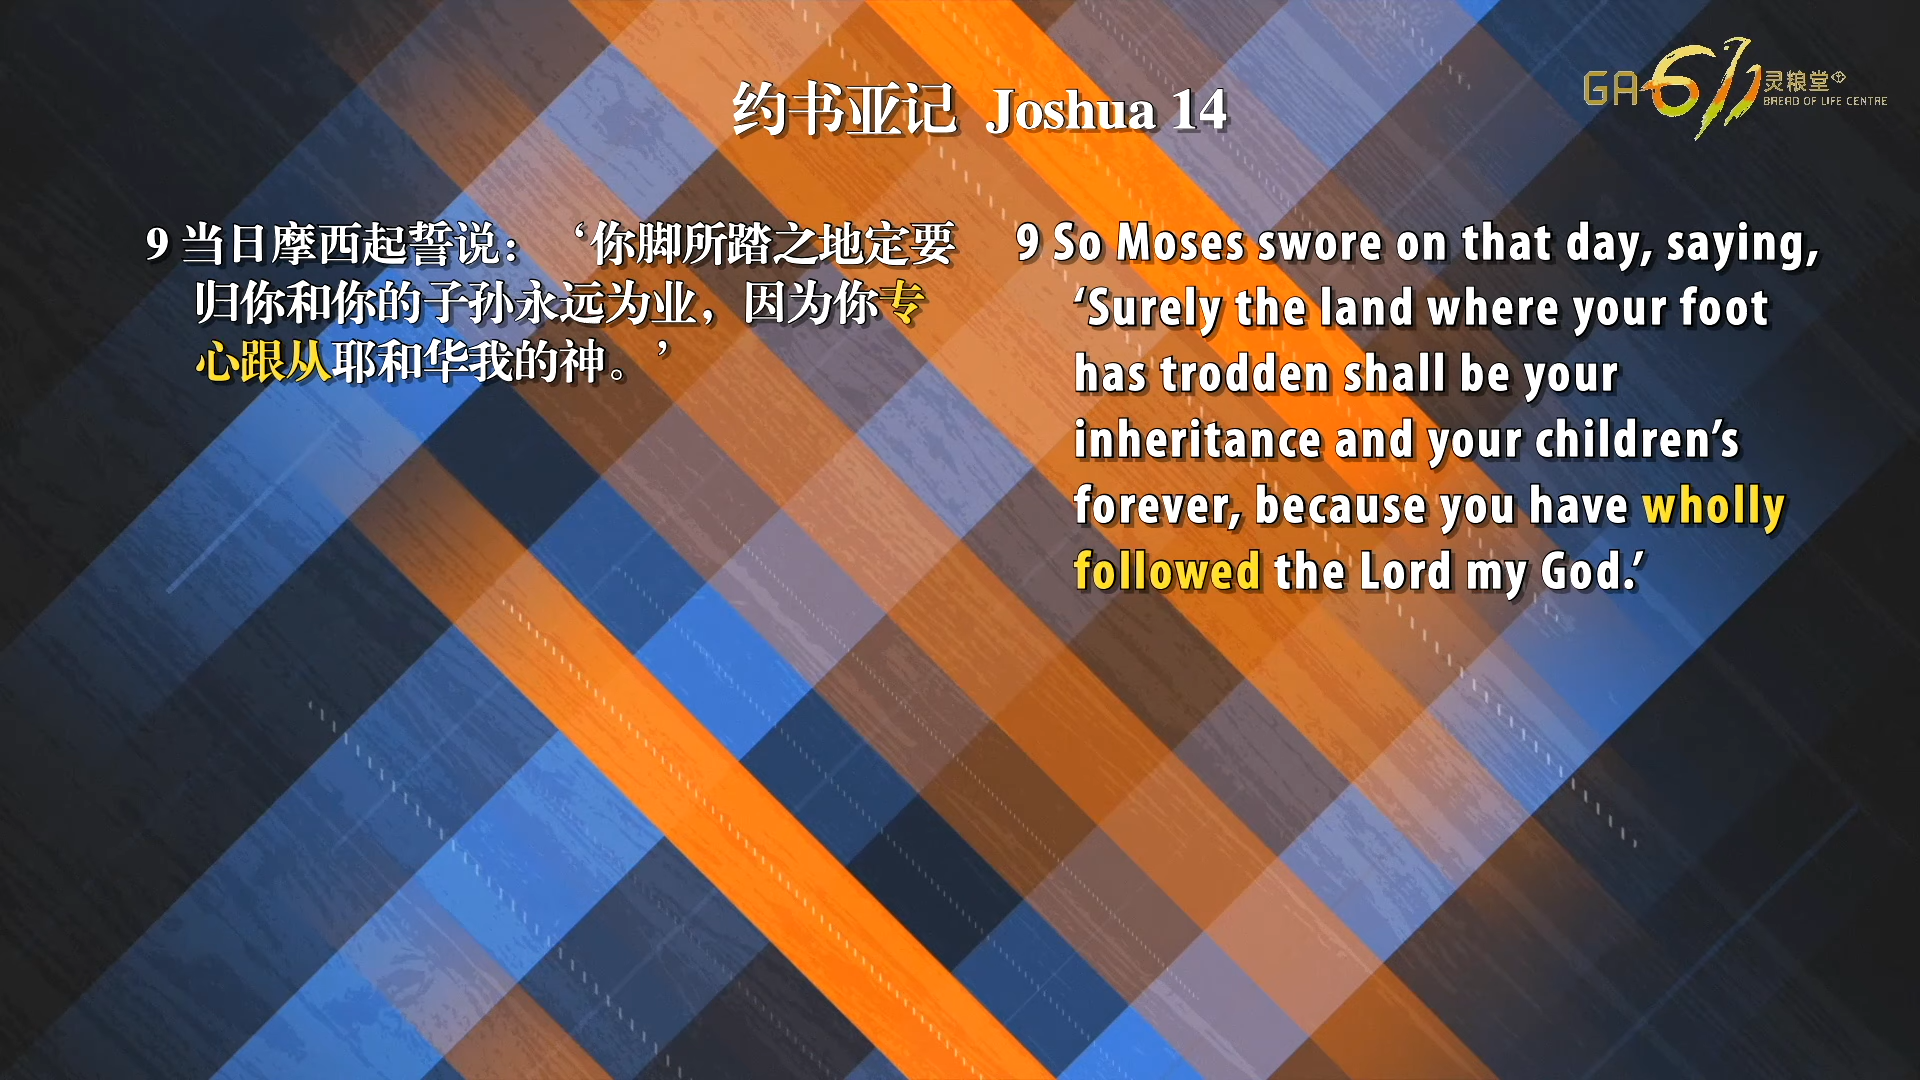 约书亚记 Joshua 14
GA 611 灵粮堂
BREAD OF LIFE CENTRE
9 当日摩西起誓说：‘你脚所踏之地定要
归你和你的子孙永远为业，因为你专
心跟从耶和华我的神。’
9 So Moses swore on that day, saying,
‘Surely the land where your foot
has trodden shall be your
inheritance and your children’s
forever, because you have wholly
followed the Lord my God.’